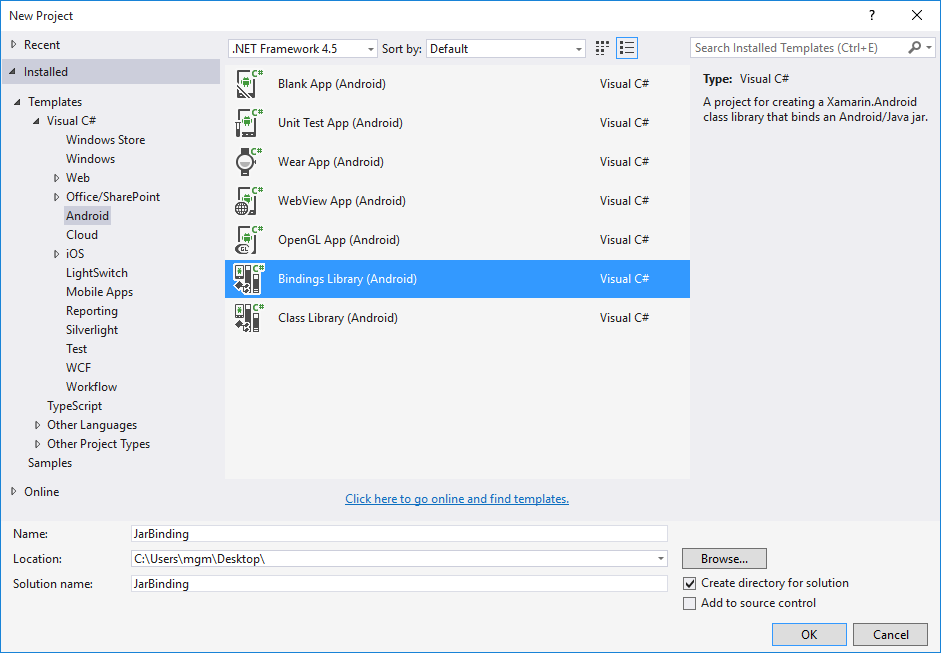 New Project
Recent
.NET Framework 4.5
Sort by:
Default
Search Installed Templates (Ctrl+E)
Installed
Templates
Visual C#
Windows Store
Windows
Web
Office/SharePoint
Android
Cloud
iOS
LightSwitch
Mobile Apps
Reporting
Silverlight
Test
WCF
Workflow
TypeScript
Other Languages
Other Project Types
Samples
Online
Blank App (Android) Visual C#
Unit Test App (Android) Visual C#
Wear App (Android) Visual C#
WebView App (Android) Visual C#
OpenGL App (Android) Visual C#
Bindings Library (Android) Visual C#
Class Library (Android) Visual C#
Type: Visual C#
A project for creating a Xamarin.Android
class library that binds an Android/Java jar.
Click here to go online and find templates.
Name: JarBinding
Location: C:\Users\mgm\Desktop\
Browse...
Solution name: JarBinding
Create directory for solution
Add to source control
OK
Cancel